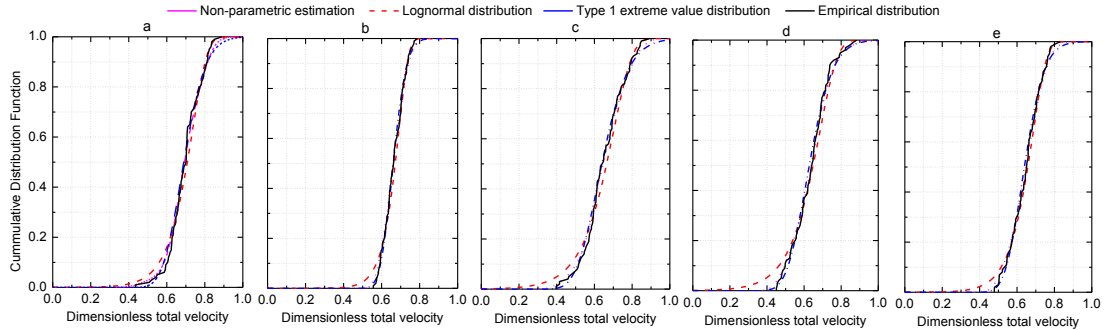 Non-parametric estimation Lognormal distribution Type 1 extreme value distribution Empirical distribution
a b c d e
Cummulative Distribution Function
1.0
0.8
0.6
0.4
0.2
0.0 0.2 0.4 0.6 0.8 1.0 0.0 0.2 0.4 0.6 0.8 1.0 0.0 0.2 0.4 0.6 0.8 1.0 0.0 0.2 0.4 0.6 0.8 1.0 0.0 0.2 0.4 0.6 0.8 1.0
Dimensionless total velocity Dimensionless total velocity Dimensionless total velocity Dimensionless total velocity Dimensionless total velocity